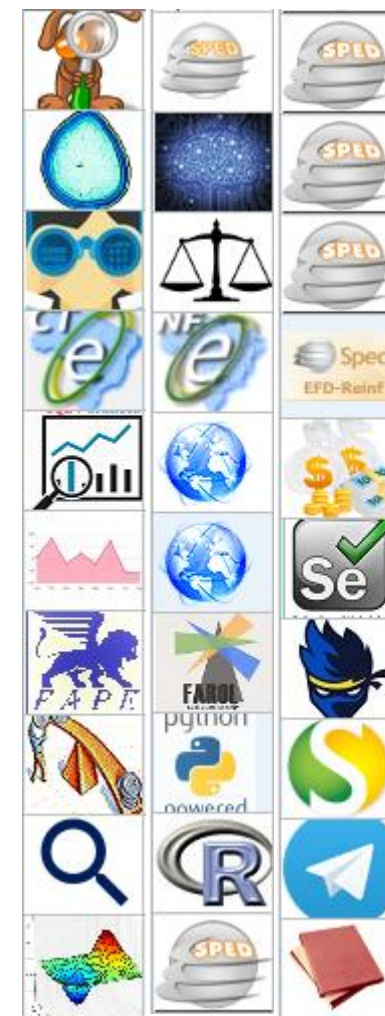 SPED
SPED
SPED
SPED
CT
e
NF
e
Sped
EFD-Reinf
$
$
Se
FAPE
FAROL
python
powered
S
R
SPED